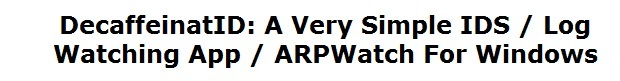 DecaffeinatID: A Very Simple IDS / Log
Watching App / ARPWatch For Windows